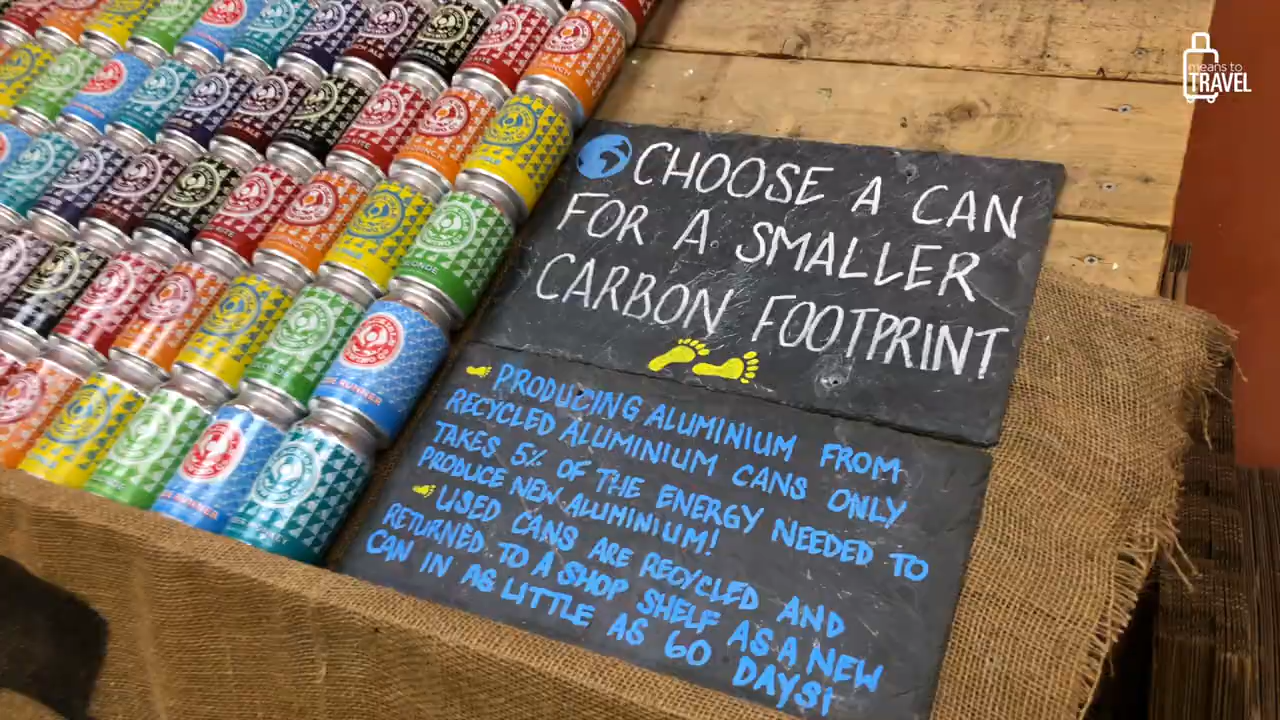 means to
TRAVEL
CHOOSE A CAN
FOR A SMALLER
CARBON FOOTPRINT
PRODUCING ALUMINIUM FROM
RECYCLED ALUMINIUM CANS ONLY
TAKES 5% OF THE ENERGY NEEDED TO
PRODUCE NEW ALUMINIUM!
USED CANS ARE RECYCLED AND
RETURNED TO A SHOP SHELF AS A NEW
CAN IN AS LITTLE AS 60 DAYS!
RUNNER